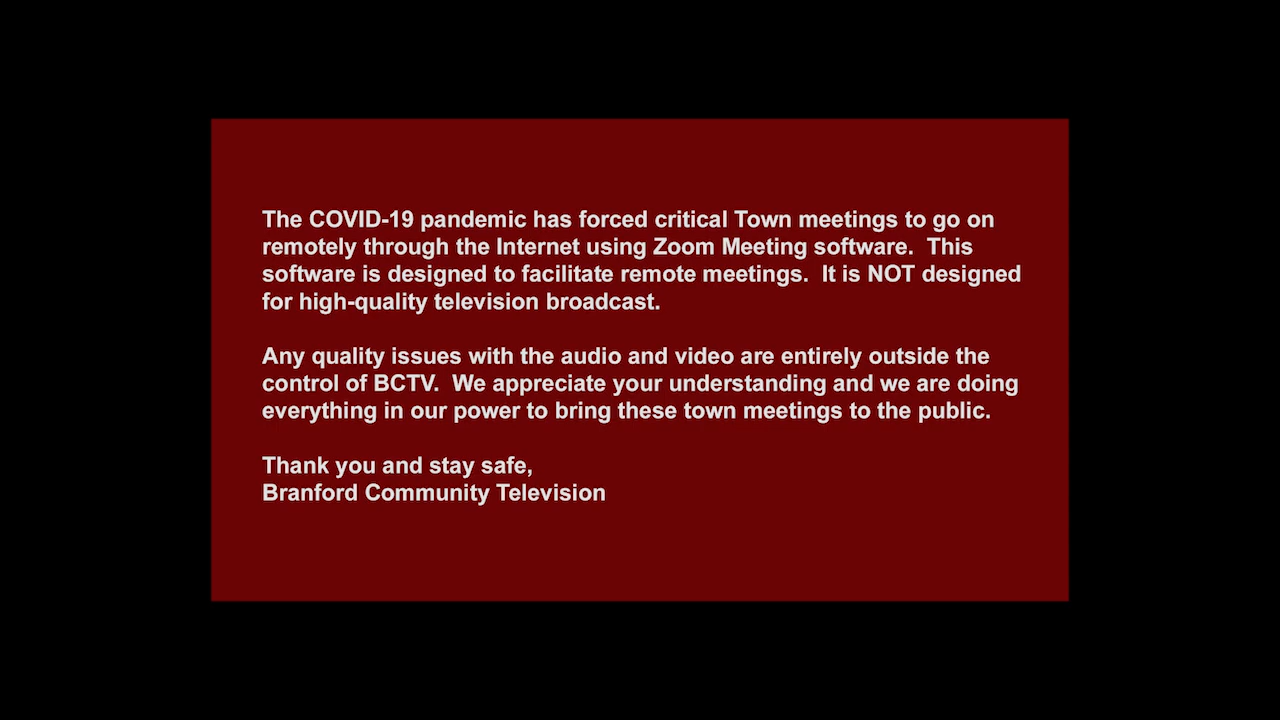 The COVID-19 pandemic has forced critical Town meetings to go on
remotely through the Internet using Zoom Meeting software.  This
software is designed to facilitate remote meetings.  It is NOT designed
for high-quality television broadcast.
Any quality issues with the audio and video are entirely outside the
control of BCTV.  We appreciate your understanding and we are doing
everything in our power to bring these town meetings to the public.
Thank you and stay safe,
Branford Community Television